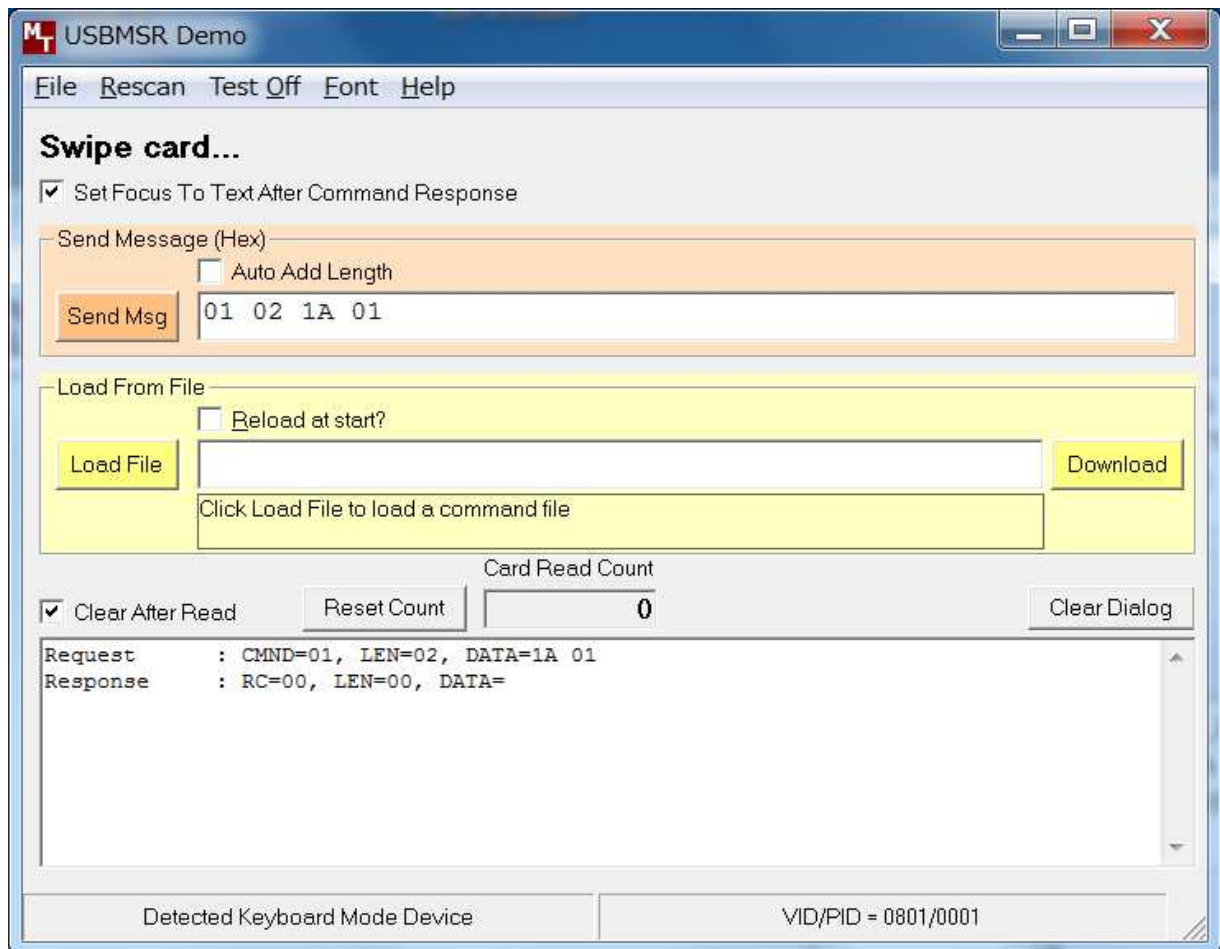 MT USBMSR Demo
File Rescan Test Off Font Help
Swipe card...
Set Focus To Text After Command Response
Send Message (Hex)
Auto Add Length
Send Msg 01 02 1A 01
Load From File
Reload at start?
Load File Download
Click Load File to load a command file
Card Read Count
Clear After Read Reset Count 0 Clear Dialog
Request : CMND=01, LEN=02, DATA=1A 01
Response : RC=00, LEN=00, DATA=
Detected Keyboard Mode Device VID/PID = 0801/0001